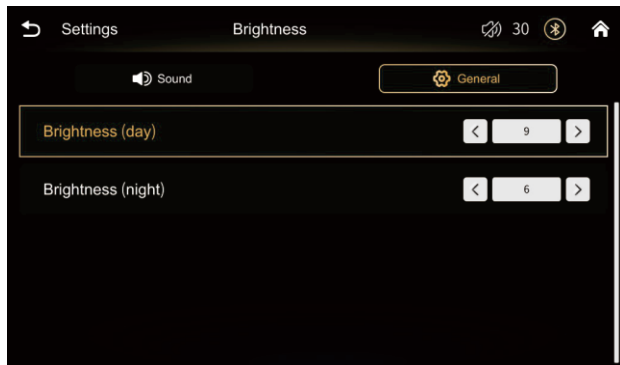 Settings Brightness 30
Sound General
Brightness (day) 9
Brightness (night) 6